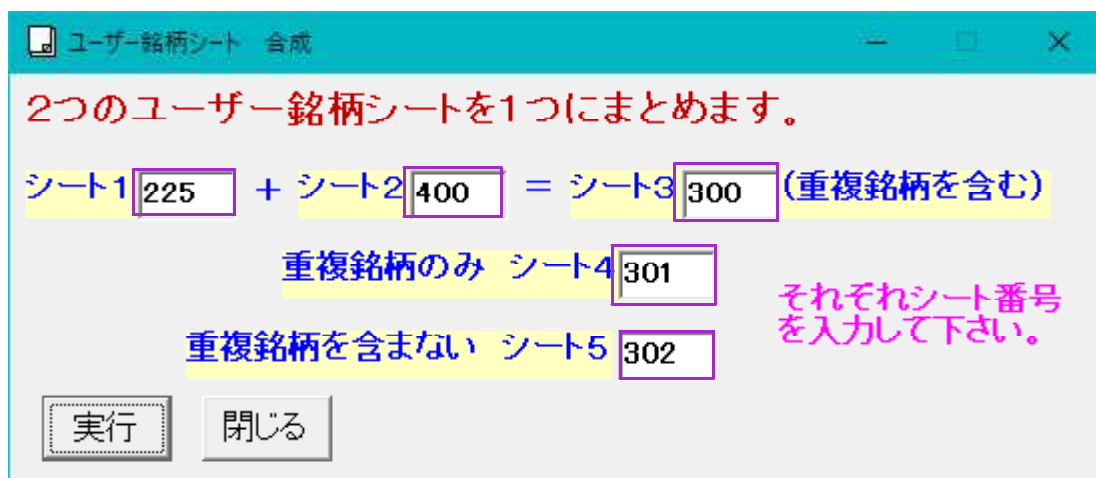 ユーザー銘柄シート 合成
2つのユーザー銘柄シートを1つにまとめます。
シート1 225 + シート2 400 = シート3 300 (重複銘柄を含む)
重複銘柄のみ シート4 301
それぞれシート番号
を入力して下さい。
重複銘柄を含まない シート5 302
実行 閉じる